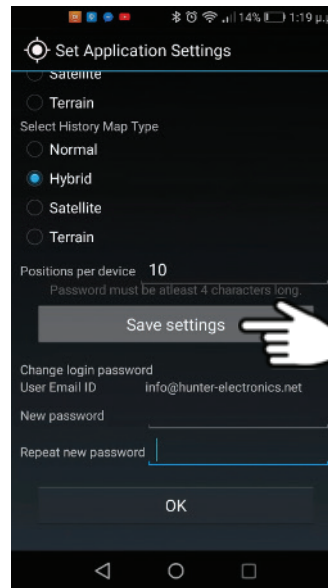 14% 1:19 μ.μ
Set Application Settings
Satellite
Terrain
Select History Map Type
Normal
Hybrid
Satellite
Terrain
Positions per device 10
Password must be atleast 4 characters long.
Save settings
Change login password
User Email ID info@hunter-electronics.net
New password
Repeat new password
OK